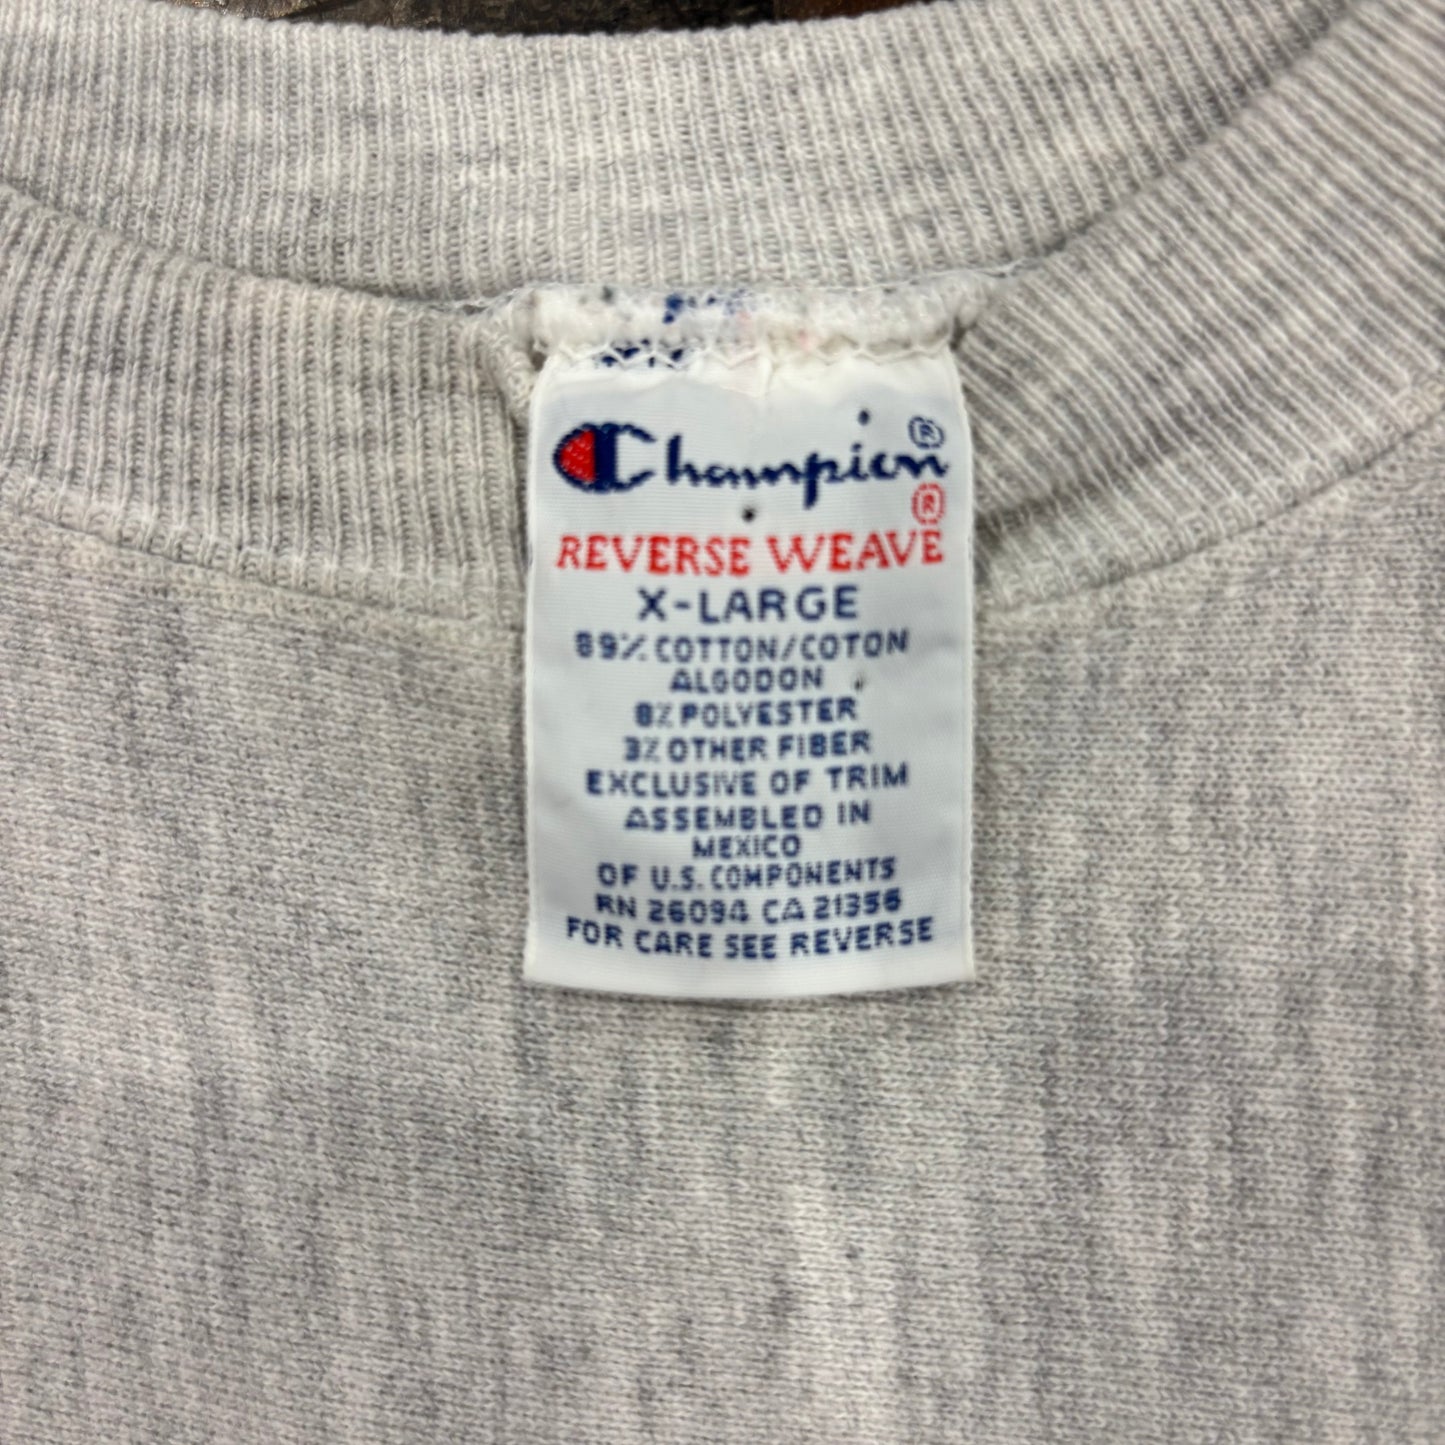 Champion®
®
REVERSE WEAVE
X-LARGE
89% COTTON/COTON
ALGODON
8% POLYESTER
3% OTHER FIBER
EXCLUSIVE OF TRIM
ASSEMBLED IN
MEXICO
OF U.S. COMPONENTS
RN 26094 CA 21356
FOR CARE SEE REVERSE